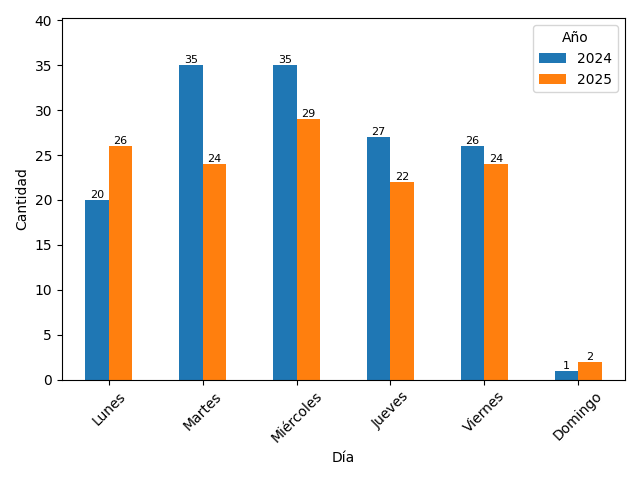 40
35
30
25
20
15
10
5
0
Cantidad
20
26
35
24
35
29
27
22
26
24
1
2
Año
2024
2025
Lunes
Martes
Miércoles
Jueves
Viernes
Domingo
Día